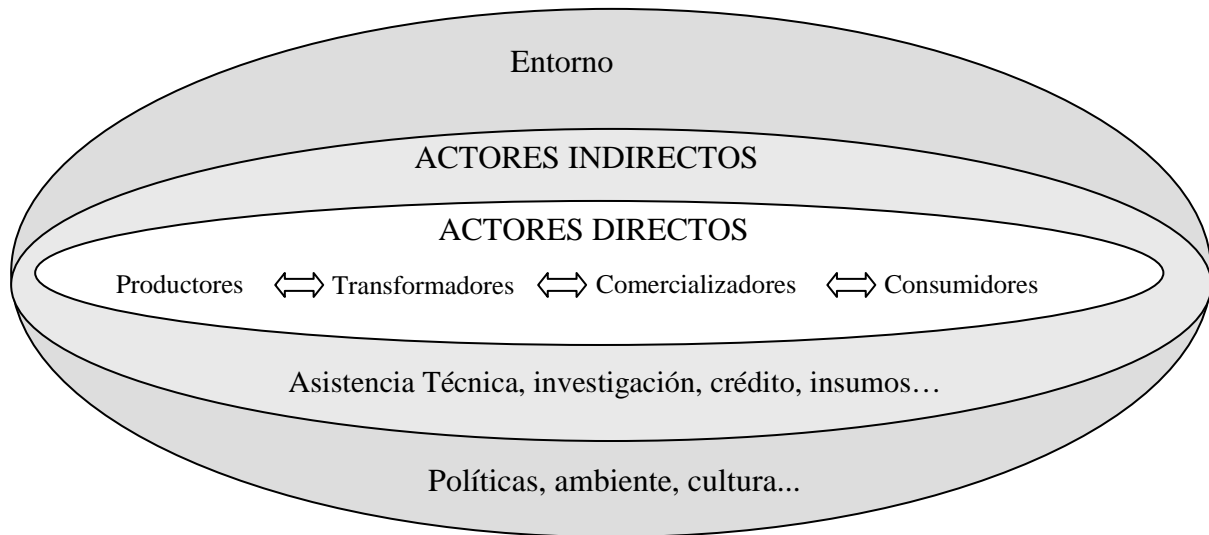 Entorno
ACTORES INDIRECTOS
ACTORES DIRECTOS
Productores Transformadores Comercializadores Consumidores
Asistencia Técnica, investigación, crédito, insumos…
Políticas, ambiente, cultura...